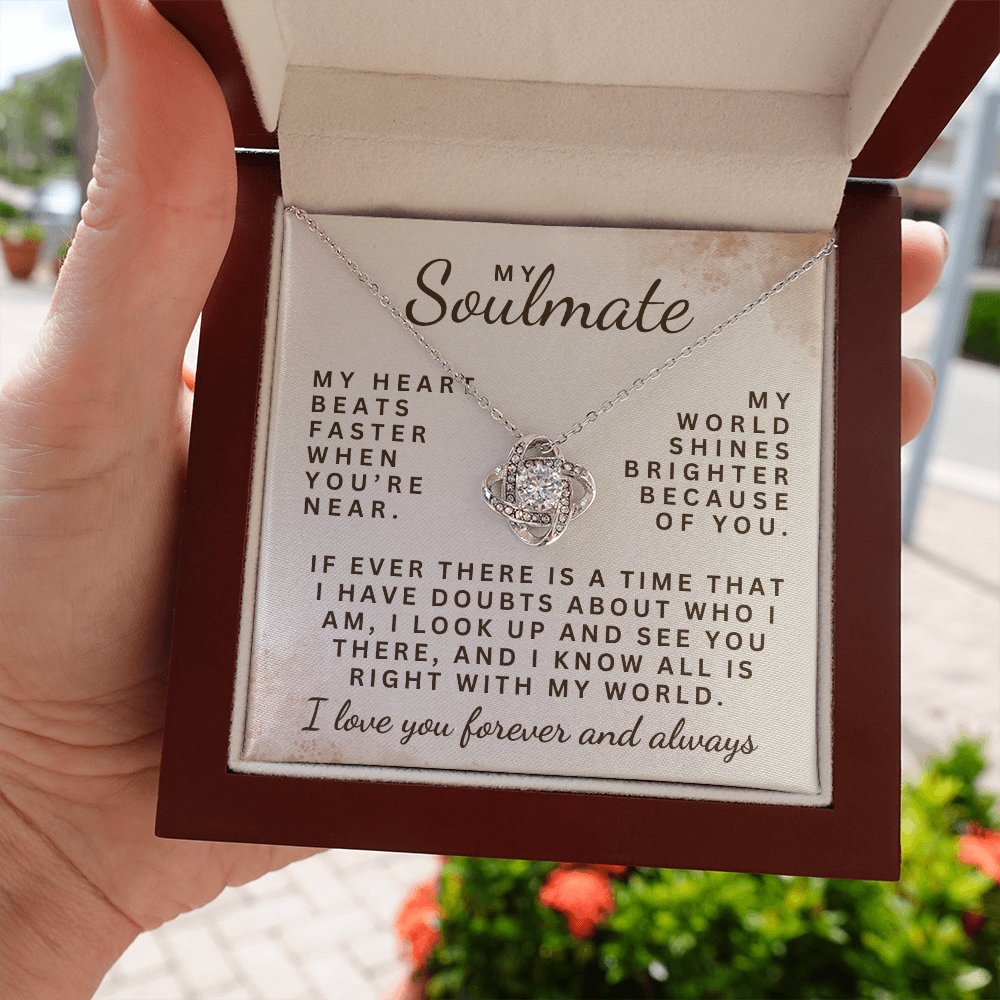 MY
Soulmate
MY HEART
BEATS
FASTER
WHEN
YOU'RE
NEAR.
MY
WORLD
SHINES
BRIGHTER
BECAUSE
OF YOU.
IF EVER THERE IS A TIME THAT
I HAVE DOUBTS ABOUT WHO I
AM, I LOOK UP AND SEE YOU
THERE, AND I KNOW ALL IS
RIGHT WITH MY WORLD.
I love you forever and always